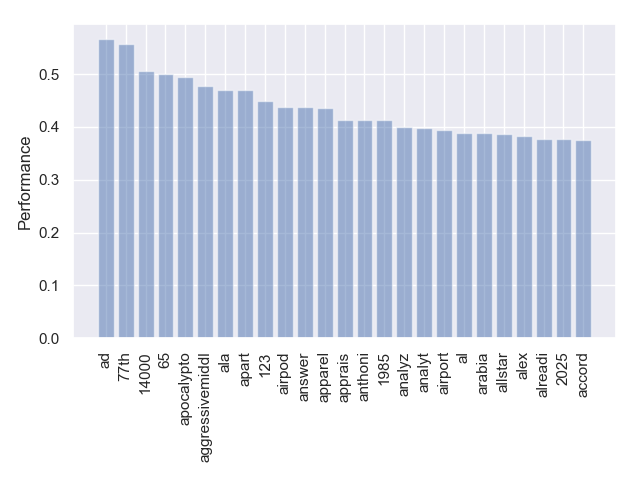 Performance
0.5
0.4
0.3
0.2
0.1
0.0
ad
77th
14000
65
apocalypto
aggressivemiddl
ala
apart
123
airpod
answer
apparel
apprais
anthoni
1985
analyz
analyt
airport
al
arabia
allstar
alex
alreadi
2025
accord